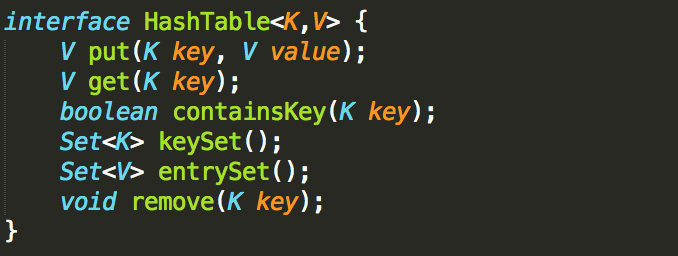 interface HashTable<K,V> {
    V put(K key, V value);
    V get(K key);
    boolean containsKey(K key);
    Set<K> keySet();
    Set<V> entrySet();
    void remove(K key);
}